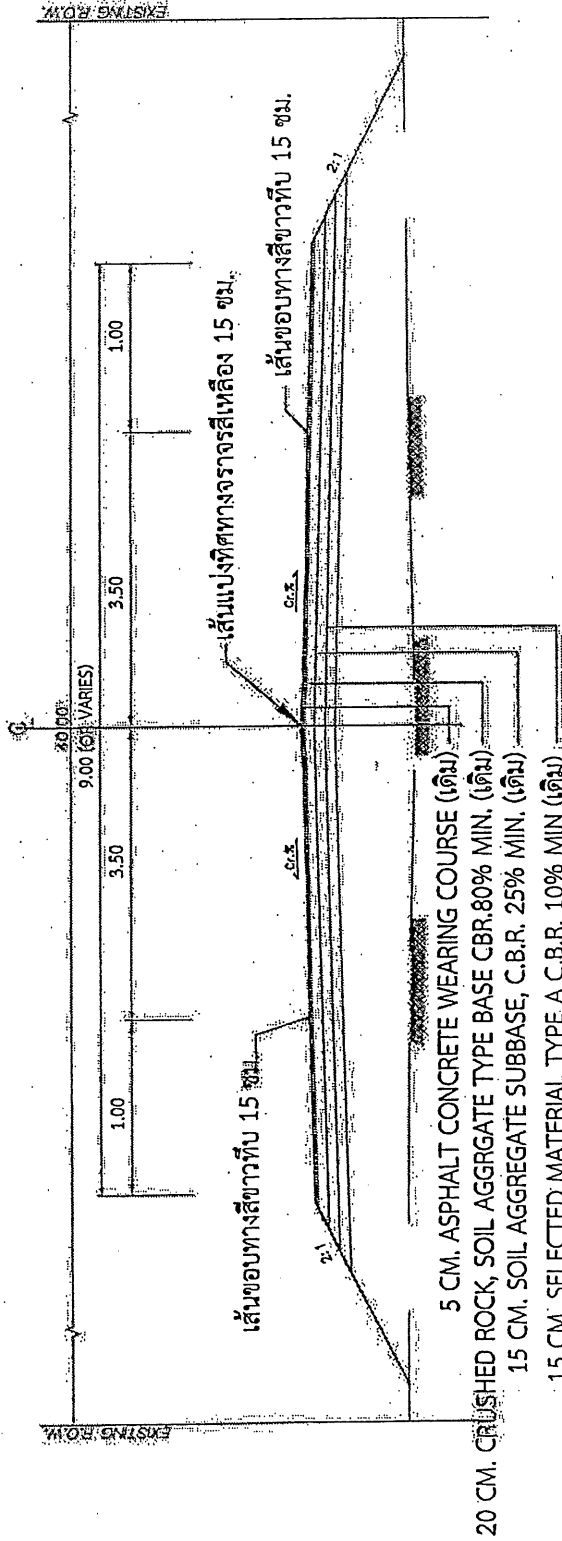 EXISTING R.O.W.
EXISTING R.O.W.
40.00
9.00 (OR VARIES)
1.00
3.50
3.50
1.00
เส้นแบ่งทิศทางจราจรสีเหลือง 15 ซม.
เส้นขอบทางสีขาวทึบ 15 ซม.
เส้นขอบทางสีขาวทึบ 15 ซม.
Cr.%
Cr.%
2:1
2:1
5 CM. ASPHALT CONCRETE WEARING COURSE (เดิม)
20 CM. CRUSHED ROCK, SOIL AGGRGATE TYPE BASE CBR.80% MIN. (เดิม)
15 CM. SOIL AGGREGATE SUBBASE, C.B.R. 25% MIN. (เดิม)
15 CM. SELECTED MATERIAL TYPE A C.B.R. 10% MIN (เดิม)